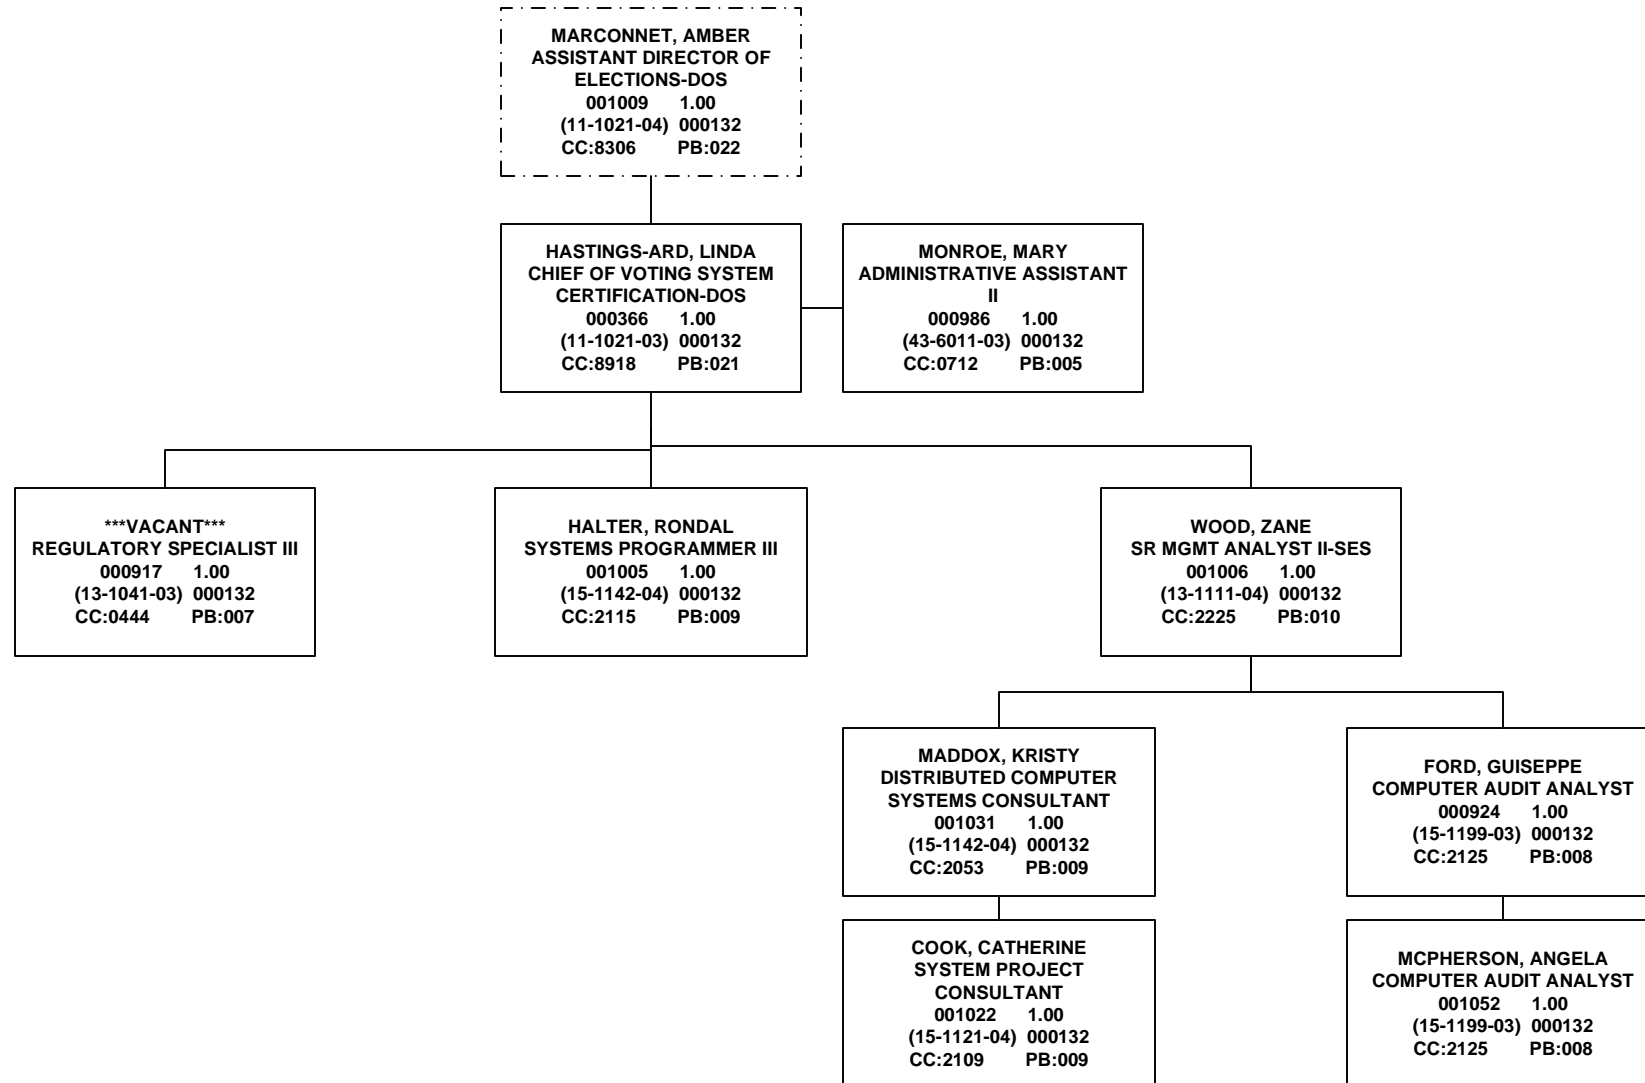 MARCONNET, AMBER
ASSISTANT DIRECTOR OF
ELECTIONS-DOS
001009 1.00
(11-1021-04) 000132
CC:8306 PB:022
HASTINGS-ARD, LINDA
CHIEF OF VOTING SYSTEM
CERTIFICATION-DOS
000366 1.00
(11-1021-03) 000132
CC:8918 PB:021
MONROE, MARY
ADMINISTRATIVE ASSISTANT
II
000986 1.00
(43-6011-03) 000132
CC:0712 PB:005
***VACANT***
REGULATORY SPECIALIST III
000917 1.00
(13-1041-03) 000132
CC:0444 PB:007
HALTER, RONDAL
SYSTEMS PROGRAMMER III
001005 1.00
(15-1142-04) 000132
CC:2115 PB:009
WOOD, ZANE
SR MGMT ANALYST II-SES
001006 1.00
(13-1111-04) 000132
CC:2225 PB:010
MADDOX, KRISTY
DISTRIBUTED COMPUTER
SYSTEMS CONSULTANT
001031 1.00
(15-1142-04) 000132
CC:2053 PB:009
FORD, GUISEPPE
COMPUTER AUDIT ANALYST
000924 1.00
(15-1199-03) 000132
CC:2125 PB:008
COOK, CATHERINE
SYSTEM PROJECT
CONSULTANT
001022 1.00
(15-1121-04) 000132
CC:2109 PB:009
MCPHERSON, ANGELA
COMPUTER AUDIT ANALYST
001052 1.00
(15-1199-03) 000132
CC:2125 PB:008